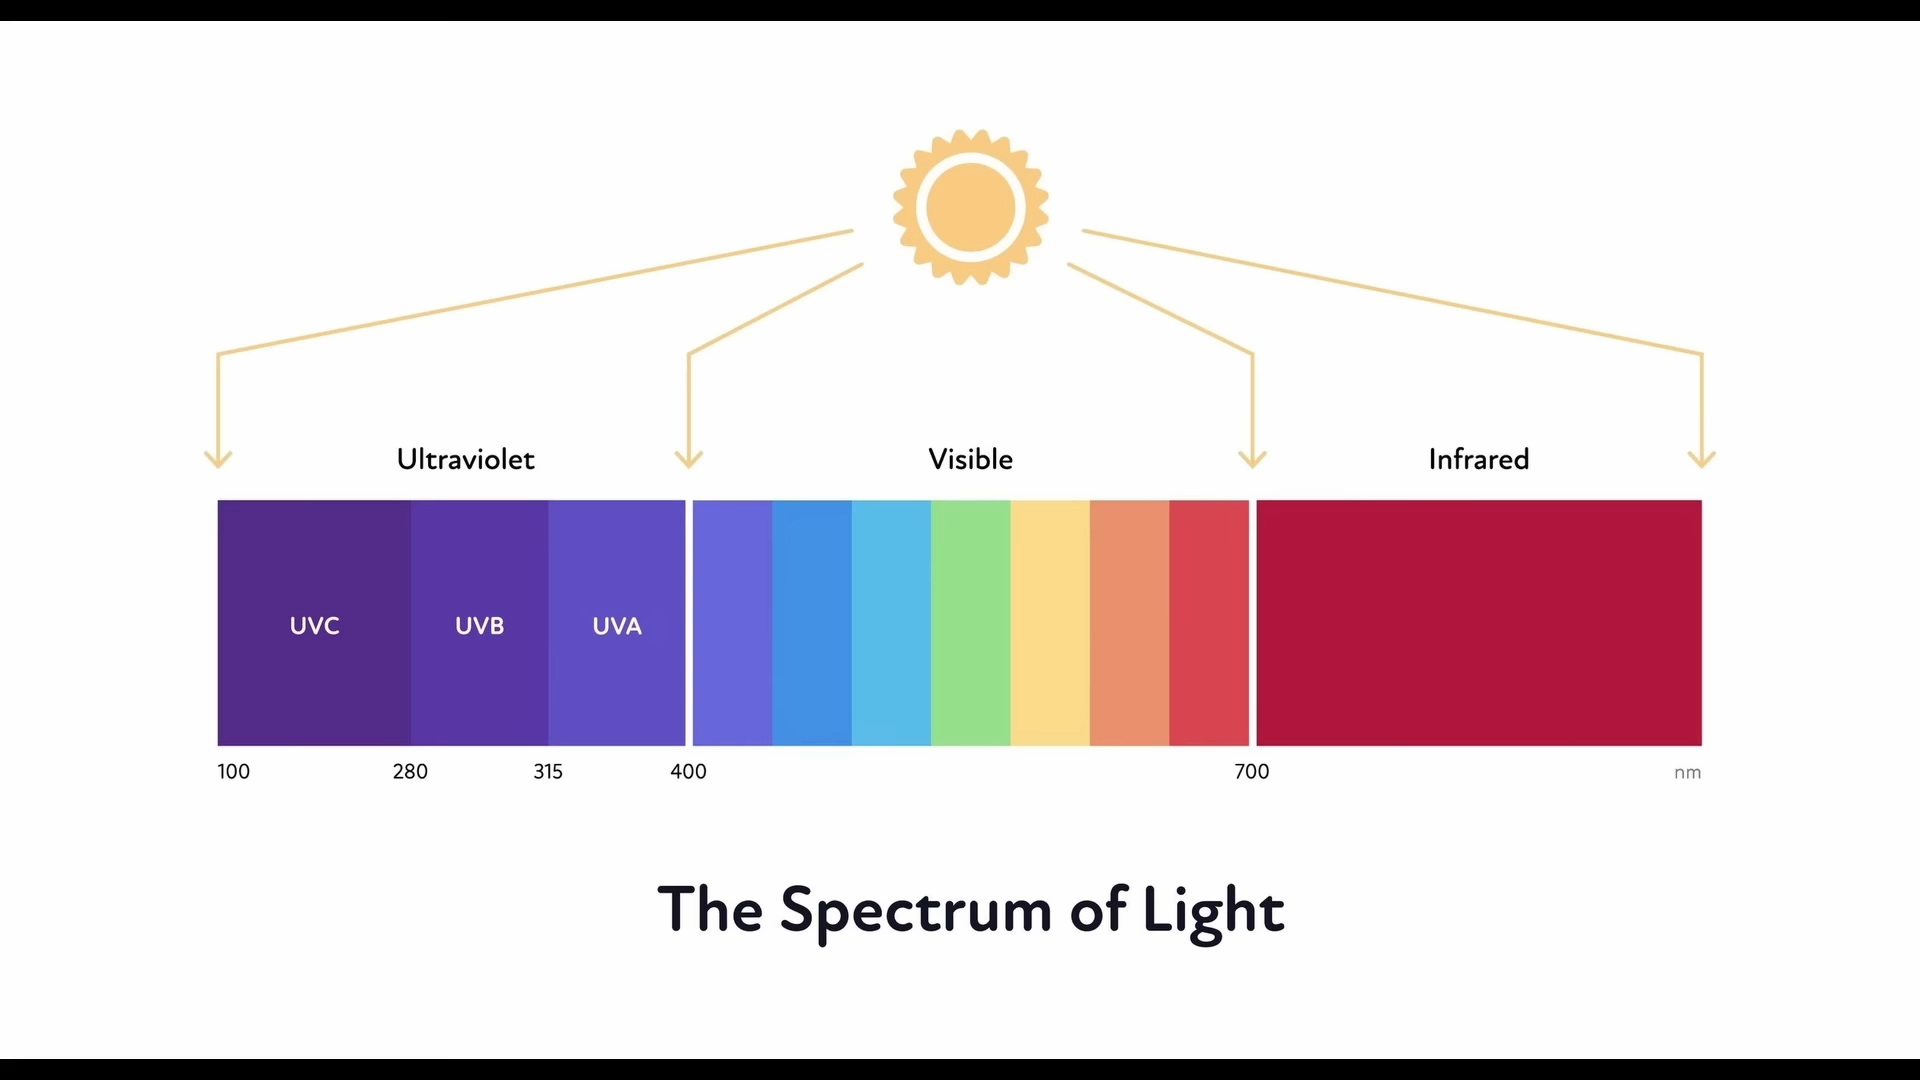 Ultraviolet Visible Infrared
UVC UVB UVA
100 280 315 400 700 nm
The Spectrum of Light